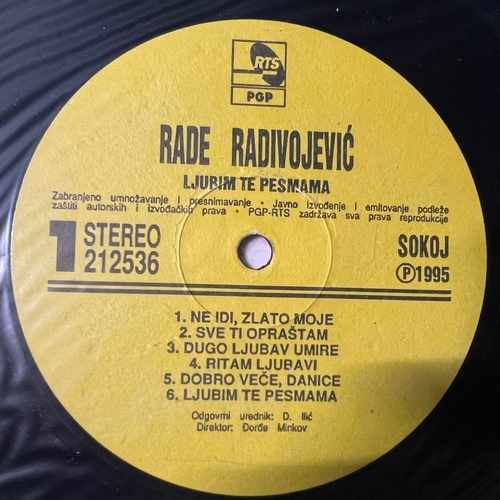 RTS
PGP
RADE RADIVOJEVIĆ
LJUBIM TE PESMAMA
Zabranjeno umnožavanje i presnimavanje · Javno izvođenje i emitovanje podleže
zaštiti autorskih i izvođačkih prava · PGP-RTS zadržava sva prava reprodukcije
1 STEREO
212536
SOKOJ
Ⓟ1995
1. NE IDI, ZLATO MOJE
2. SVE TI OPRAŠTAM
3. DUGO LJUBAV UMIRE
4. RITAM LJUBAVI
5. DOBRO VEČE, DANICE
6. LJUBIM TE PESMAMA
Odgovrni urednik: D. Ilić
Direktor: Đorđe Minkov